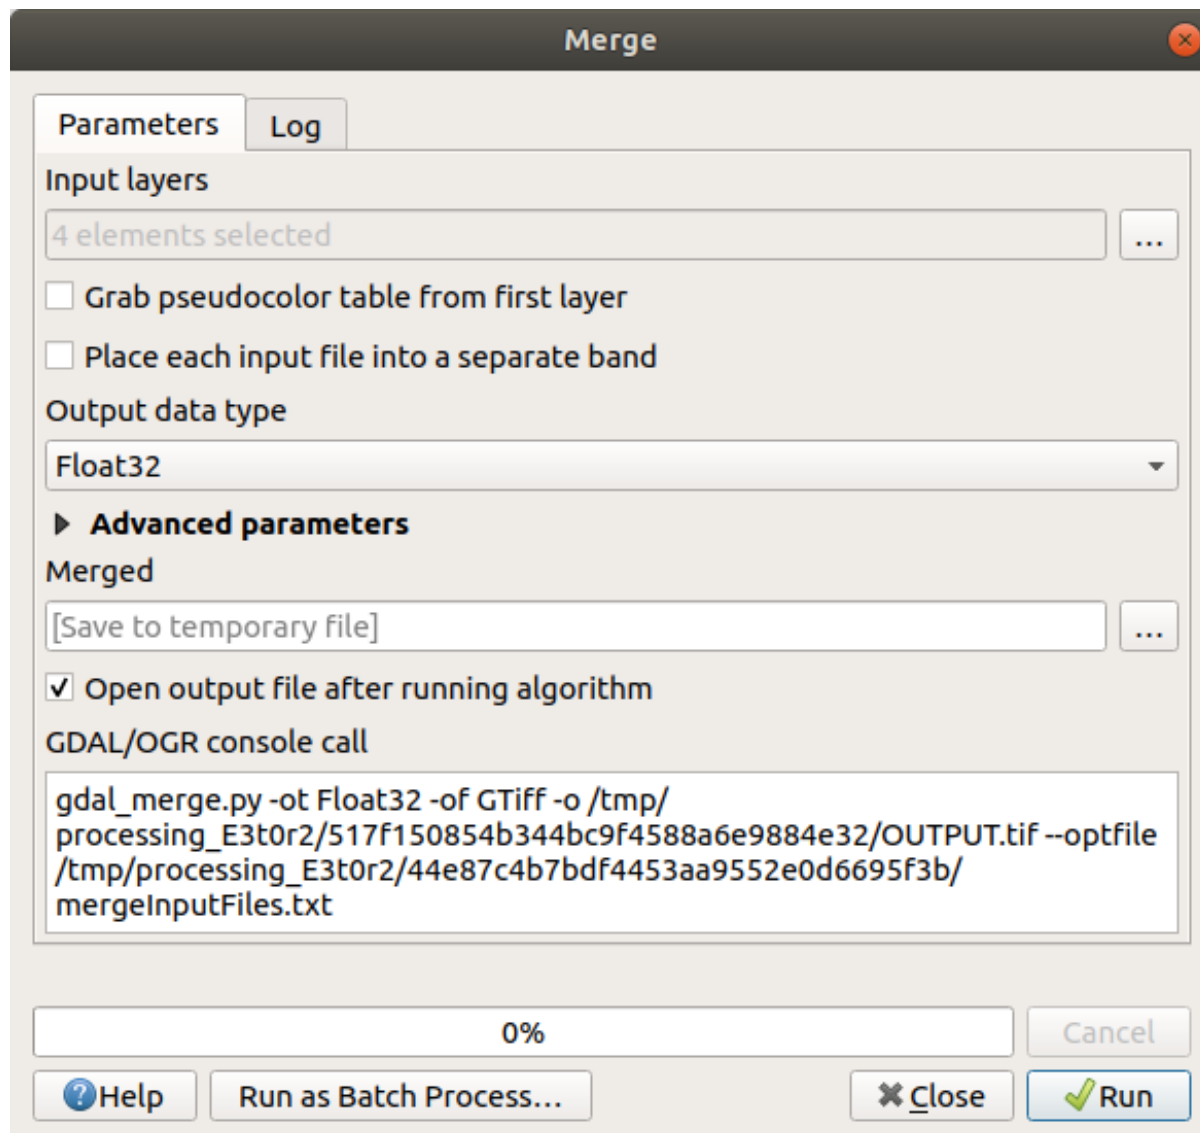 Merge
Parameters
Log
Input layers
4 elements selected
...
Grab pseudocolor table from first layer
Place each input file into a separate band
Output data type
Float32
Advanced parameters
Merged
[Save to temporary file]
...
Open output file after running algorithm
GDAL/OGR console call
gdal_merge.py -ot Float32 -of GTiff -o /tmp/
processing_E3t0r2/517f150854b344bc9f4588a6e9884e32/OUTPUT.tif --optfile
/tmp/processing_E3t0r2/44e87c4b7bdf4453aa9552e0d6695f3b/
mergeInputFiles.txt
0%
Cancel
Help
Run as Batch Process...
Close
Run